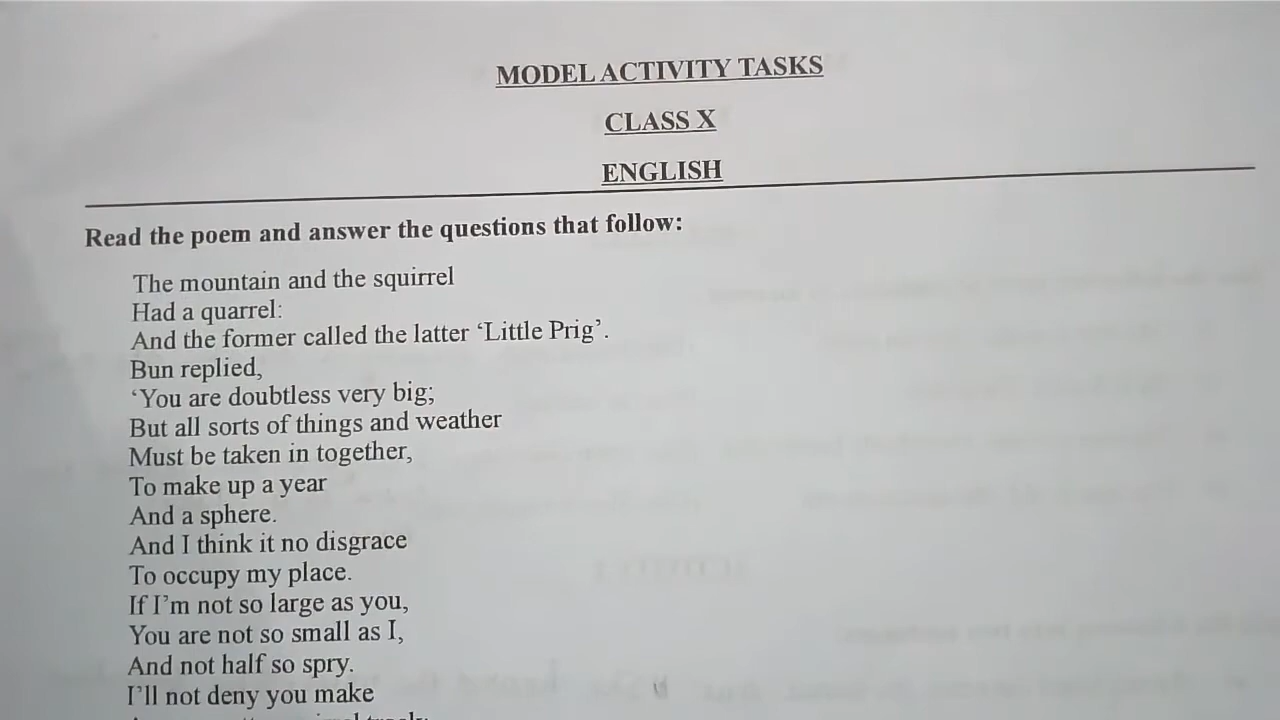 MODEL ACTIVITY TASKS
CLASS X
ENGLISH
Read the poem and answer the questions that follow:
The mountain and the squirrel
Had a quarrel:
And the former called the latter ‘Little Prig’.
Bun replied,
‘You are doubtless very big;
But all sorts of things and weather
Must be taken in together,
To make up a year
And a sphere.
And I think it no disgrace
To occupy my place.
If I’m not so large as you,
You are not so small as I,
And not half so spry.
I’ll not deny you make